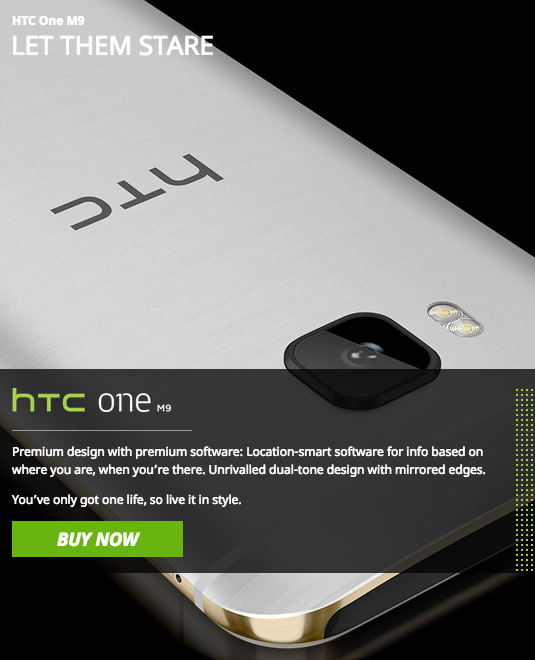 HTC One M9
LET THEM STARE
hTC
hTC one M9
Premium design with premium software: Location-smart software for info based on
where you are, when you’re there. Unrivalled dual-tone design with mirrored edges.
You’ve only got one life, so live it in style.
BUY NOW